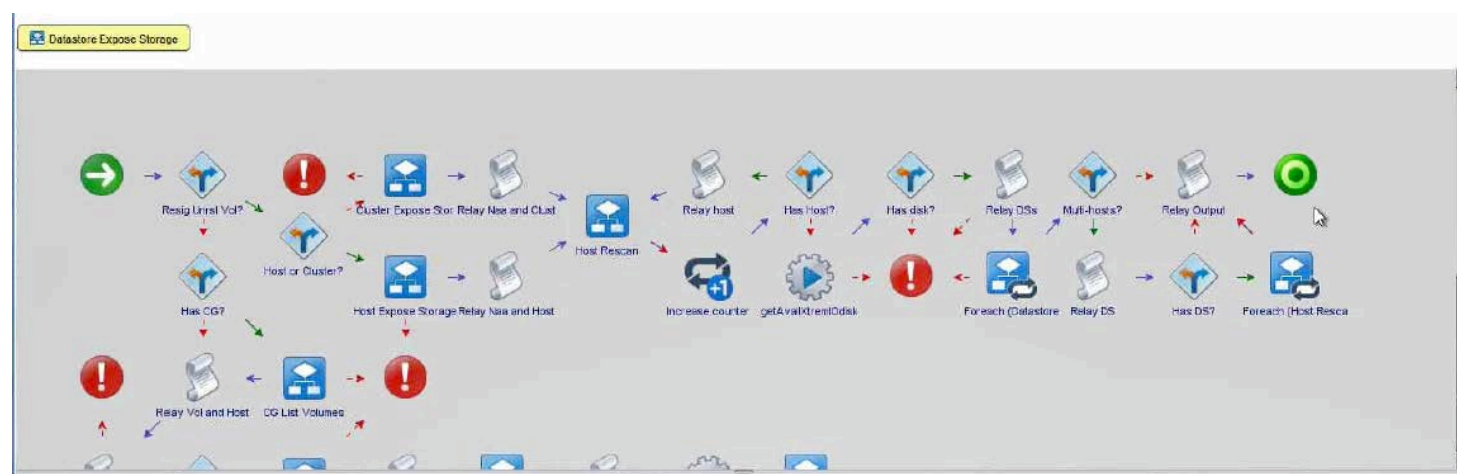 Datastore Expose Storage
Resig Unrsl Vol?
Cluster Expose Stor
Relay Naa and Clust
Relay host
Has Host?
Has disk?
Relay DSs
Multi-hosts?
Relay Output
Host or Cluster?
Host Rescan
Has CG?
Host Expose Storage
Relay Naa and Host
Increase counter
getAvailXtremIOdisk
Foreach (Datastore
Relay DS
Has DS?
Foreach (Host Resca
Relay Vol and Host
CG List Volumes
+1